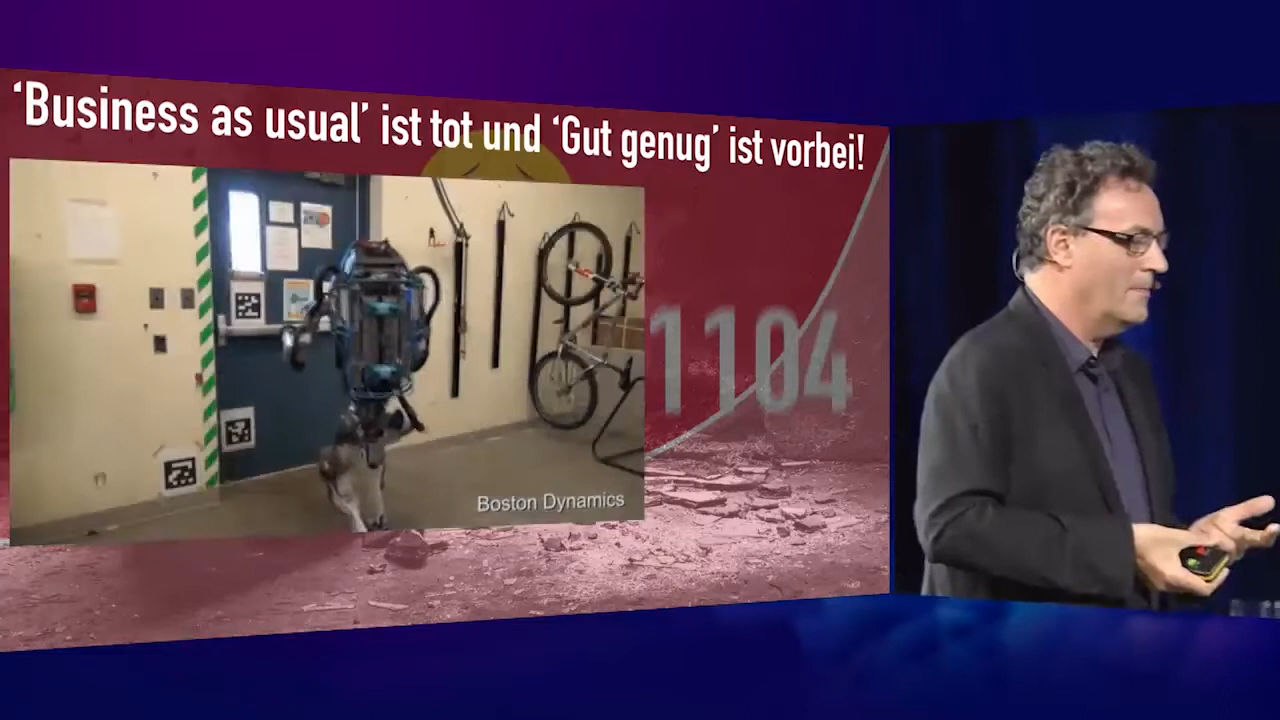 ‘Business as usual’ ist tot und ‘Gut genug’ ist vorbei!
1104
Boston Dynamics